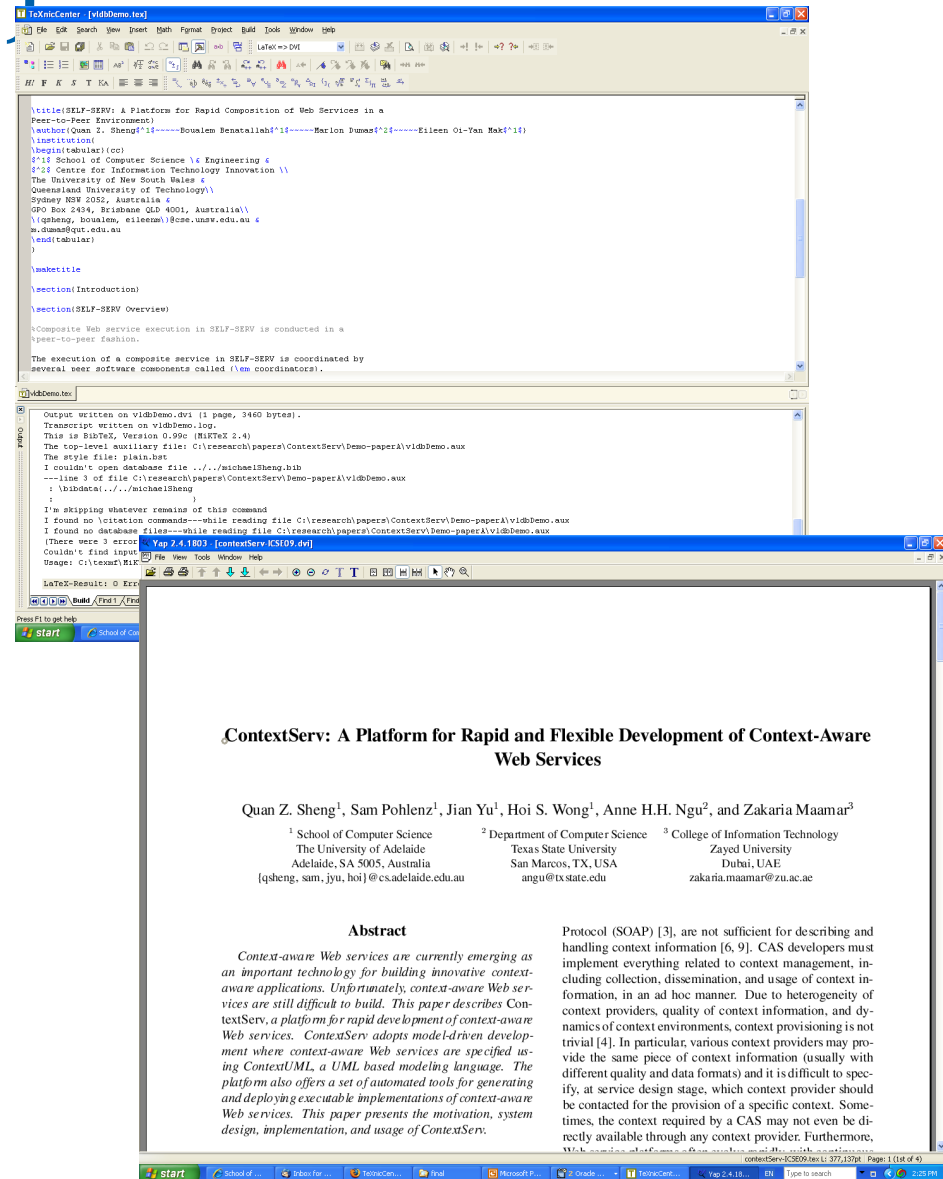 TeXnicCenter - [vldbDemo.tex]
File Edit Search View Insert Math Format Project Build Tools Window Help
LaTeX => DVI
\title{SELF-SERV: A Platform for Rapid Composition of Web Services in a
Peer-to-Peer Environment}
\author{Quan Z. Sheng$^1$~~~~~Boualem Benatallah$^1$~~~~~Marlon Dumas$^2$~~~~~Eileen Oi-Yan Mak$^1$}
\institution{
\begin{tabular}{cc}
$^1$ School of Computer Science \& Engineering &
$^2$ Centre for Information Technology Innovation \\
The University of New South Wales &
Queensland University of Technology\\
Sydney NSW 2052, Australia &
GPO Box 2434, Brisbane QLD 4001, Australia\\
\{qsheng, boualem, eileenm\}@cse.unsw.edu.au &
m.dumas@qut.edu.au
\end{tabular}
}
\maketitle
\section{Introduction}
\section{SELF-SERV Overview}
%Composite Web service execution in SELF-SERV is conducted in a
%peer-to-peer fashion.
The execution of a composite service in SELF-SERV is coordinated by
several peer software components called {\em coordinators}.
vldbDemo.tex
Output
Output written on vldbDemo.dvi (1 page, 3460 bytes).
Transcript written on vldbDemo.log.
This is BibTeX, Version 0.99c (MiKTeX 2.4)
The top-level auxiliary file: C:\research\papers\ContextServ\Demo-paperA\vldbDemo.aux
The style file: plain.bst
I couldn't open database file ../../michaelSheng.bib
---line 3 of file C:\research\papers\ContextServ\Demo-paperA\vldbDemo.aux
: \bibdata{../../michaelSheng
: }
I'm skipping whatever remains of this command
I found no \citation commands---while reading file C:\research\papers\ContextServ\Demo-paperA\vldbDemo.aux
I found no database files---while reading file C:\research\papers\ContextServ\Demo-paperA\vldbDemo.aux
(There were 3 error
Couldn't find input
Usage: C:\texmf\MiK
LaTeX-Result: 0 Erro
Build Find 1 Find
Press F1 to get help
start School of Com
Yap 2.4.1803 - [contextServ-ICSE09.dvi]
File View Tools Window Help
ContextServ: A Platform for Rapid and Flexible Development of Context-Aware
Web Services
Quan Z. Sheng1, Sam Pohlenz1, Jian Yu1, Hoi S. Wong1, Anne H.H. Ngu2, and Zakaria Maamar3
1 School of Computer Science 2 Department of Computer Science 3 College of Information Technology
The University of Adelaide Texas State University Zayed University
Adelaide, SA 5005, Australia San Marcos, TX, USA Dubai, UAE
{qsheng, sam, jyu, hoi}@cs.adelaide.edu.au angu@txstate.edu zakaria.maamar@zu.ac.ae
Abstract
Context-aware Web services are currently emerging as
an important technology for building innovative context-
aware applications. Unfortunately, context-aware Web ser-
vices are still difficult to build. This paper describes Con-
textServ, a platform for rapid development of context-aware
Web services. ContextServ adopts model-driven develop-
ment where context-aware Web services are specified us-
ing ContextUML, a UML based modeling language. The
platform also offers a set of automated tools for generating
and deploying executable implementations of context-aware
Web services. This paper presents the motivation, system
design, implementation, and usage of ContextServ.
Protocol (SOAP) [3], are not sufficient for describing and
handling context information [6, 9]. CAS developers must
implement everything related to context management, in-
cluding collection, dissemination, and usage of context in-
formation, in an ad hoc manner. Due to heterogeneity of
context providers, quality of context information, and dy-
namics of context environments, context provisioning is not
trivial [4]. In particular, various context providers may pro-
vide the same piece of context information (usually with
different quality and data formats) and it is difficult to spec-
ify, at service design stage, which context provider should
be contacted for the provision of a specific context. Some-
times, the context required by a CAS may not even be di-
rectly available through any context provider. Furthermore,
Web service platforms often evolve rapidly, with continuous
contextServ-ICSE09.tex L: 377,137pt Page: 1 (1st of 4)
start School of ... Inbox for ... TeXnicCen... final Microsoft P... 2 Oracle ... TeXnicCent... Yap 2.4.18... EN Type to search 2:25 PM